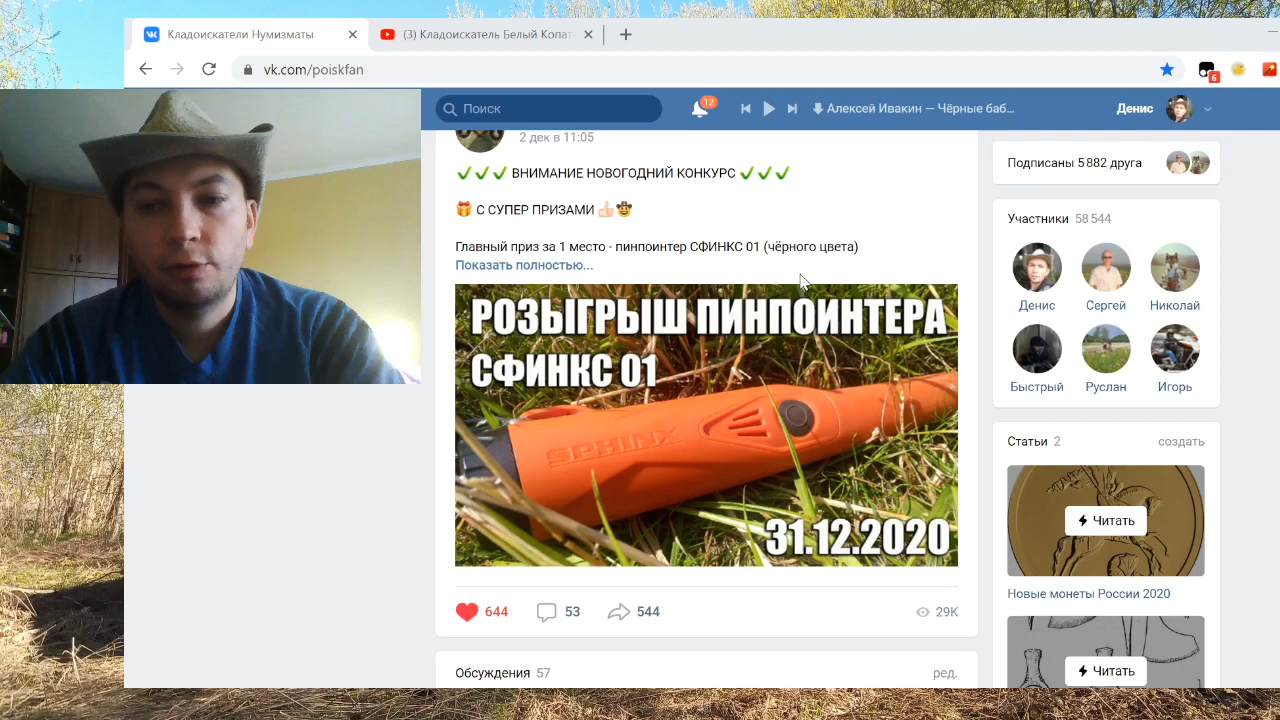 Кладоискатели Нумизматы
(3) Кладоискатель Белый Копат
vk.com/poiskfan
6
Поиск
12
Алексей Ивакин — Чёрные баб...
Денис
2 дек в 11:05
ВНИМАНИЕ НОВОГОДНИЙ КОНКУРС
С СУПЕР ПРИЗАМИ
Главный приз за 1 место - пинпоинтер СФИНКС 01 (чёрного цвета)
Показать полностью...
РОЗЫГРЫШ ПИНПОИНТЕРА
СФИНКС 01
SPHINX
31.12.2020
644
53
544
29K
Обсуждения 57
ред.
Подписаны 5 882 друга
Участники 58 544
Денис
Сергей
Николай
Быстрый
Руслан
Игорь
Статьи 2
создать
Читать
Новые монеты России 2020
Читать